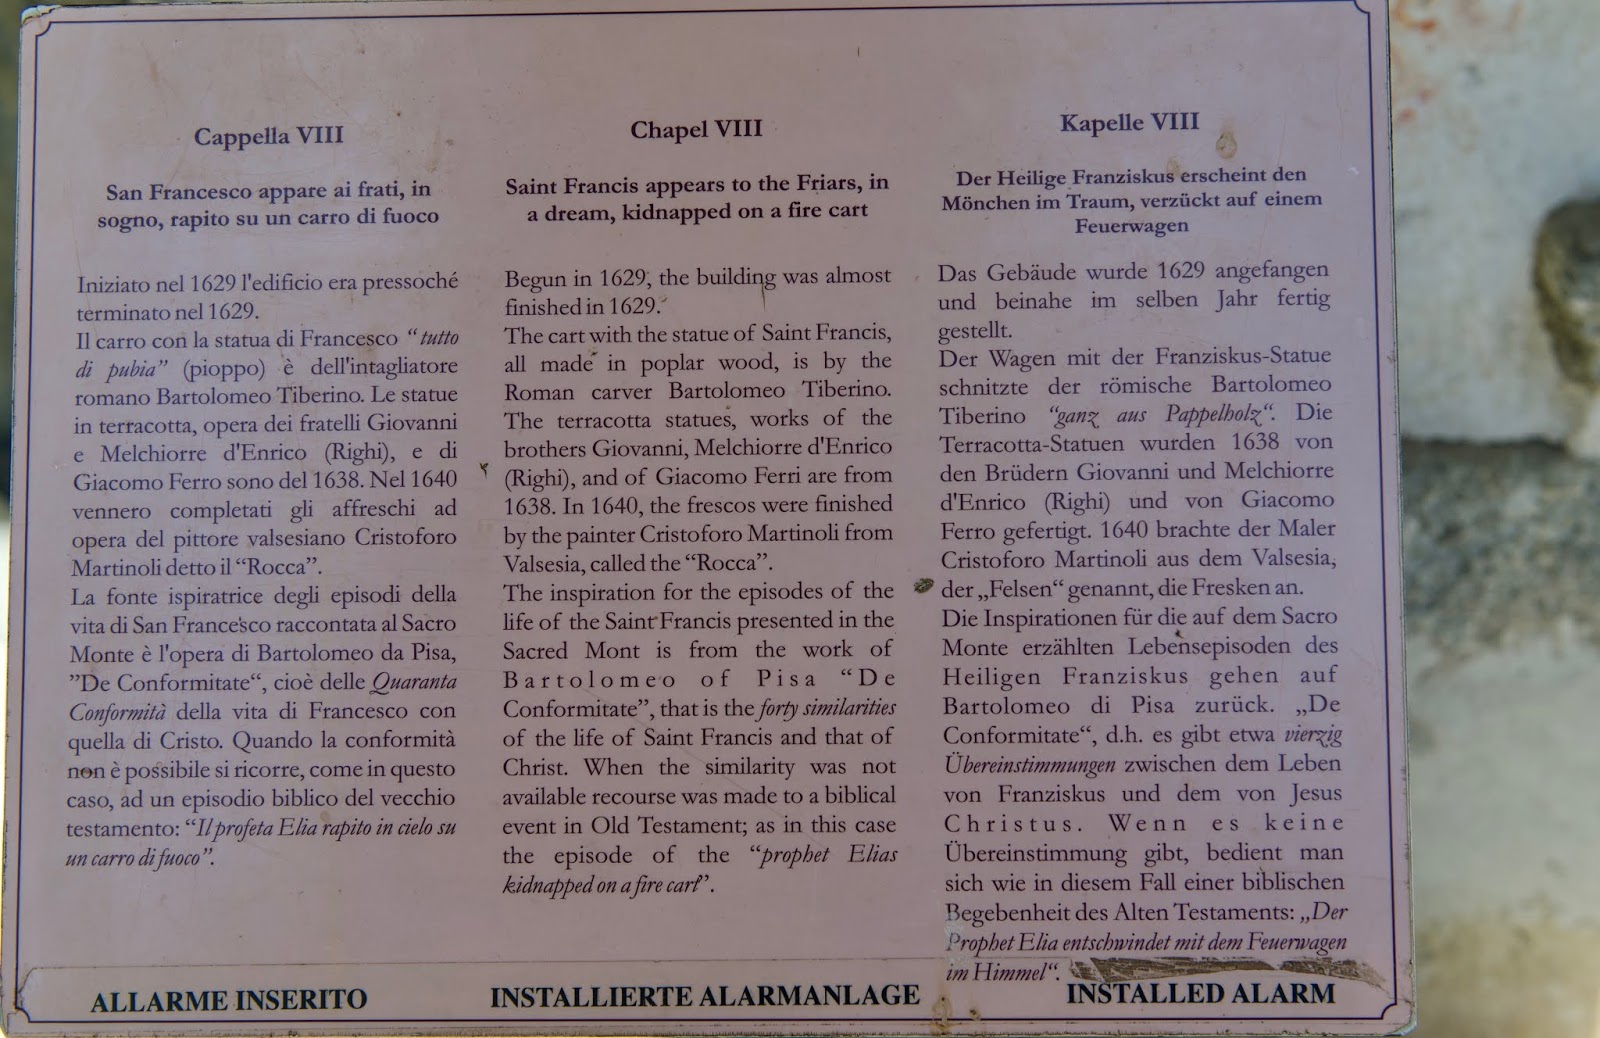 Cappella VIII
San Francesco appare ai frati, in
sogno, rapito su un carro di fuoco
Iniziato nel 1629 l'edificio era pressoché
terminato nel 1629.
Il carro con la statua di Francesco “tutto
di pubia” (pioppo) è dell'intagliatore
romano Bartolomeo Tiberino. Le statue
in terracotta, opera dei fratelli Giovanni
e Melchiorre d'Enrico (Righi), e di
Giacomo Ferro sono del 1638. Nel 1640
vennero completati gli affreschi ad
opera del pittore valsesiano Cristoforo
Martinoli detto il “Rocca”.
La fonte ispiratrice degli episodi della
vita di San Francesco raccontata al Sacro
Monte è l'opera di Bartolomeo da Pisa,
”De Conformitate“, cioè delle Quaranta
Conformità della vita di Francesco con
quella di Cristo. Quando la conformità
non è possibile si ricorre, come in questo
caso, ad un episodio biblico del vecchio
testamento: “Il profeta Elia rapito in cielo su
un carro di fuoco”.
Chapel VIII
Saint Francis appears to the Friars, in
a dream, kidnapped on a fire cart
Begun in 1629, the building was almost
finished in 1629.
The cart with the statue of Saint Francis,
all made in poplar wood, is by the
Roman carver Bartolomeo Tiberino.
The terracotta statues, works of the
brothers Giovanni, Melchiorre d'Enrico
(Righi), and of Giacomo Ferri are from
1638. In 1640, the frescos were finished
by the painter Cristoforo Martinoli from
Valsesia, called the “Rocca”.
The inspiration for the episodes of the
life of the Saint Francis presented in the
Sacred Mont is from the work of
Bartolomeo of Pisa “De
Conformitate”, that is the forty similarities
of the life of Saint Francis and that of
Christ. When the similarity was not
available recourse was made to a biblical
event in Old Testament; as in this case
the episode of the “prophet Elias
kidnapped on a fire cart”.
Kapelle VIII
Der Heilige Franziskus erscheint den
Mönchen im Traum, verzückt auf einem
Feuerwagen
Das Gebäude wurde 1629 angefangen
und beinahe im selben Jahr fertig
gestellt.
Der Wagen mit der Franziskus-Statue
schnitzte der römische Bartolomeo
Tiberino “ganz aus Pappelholz“. Die
Terracotta-Statuen wurden 1638 von
den Brüdern Giovanni und Melchiorre
d'Enrico (Righi) und von Giacomo
Ferro gefertigt. 1640 brachte der Maler
Cristoforo Martinoli aus dem Valsesia,
der „Felsen“ genannt, die Fresken an.
Die Inspirationen für die auf dem Sacro
Monte erzählten Lebensepisoden des
Heiligen Franziskus gehen auf
Bartolomeo di Pisa zurück. „De
Conformitate“, d.h. es gibt etwa vierzig
Übereinstimmungen zwischen dem Leben
von Franziskus und dem von Jesus
Christus. Wenn es keine
Übereinstimmung gibt, bedient man
sich wie in diesem Fall einer biblischen
Begebenheit des Alten Testaments: „Der
Prophet Elia entschwindet mit dem Feuerwagen
im Himmel“.
ALLARME INSERITO
INSTALLIERTE ALARMANLAGE
INSTALLED ALARM